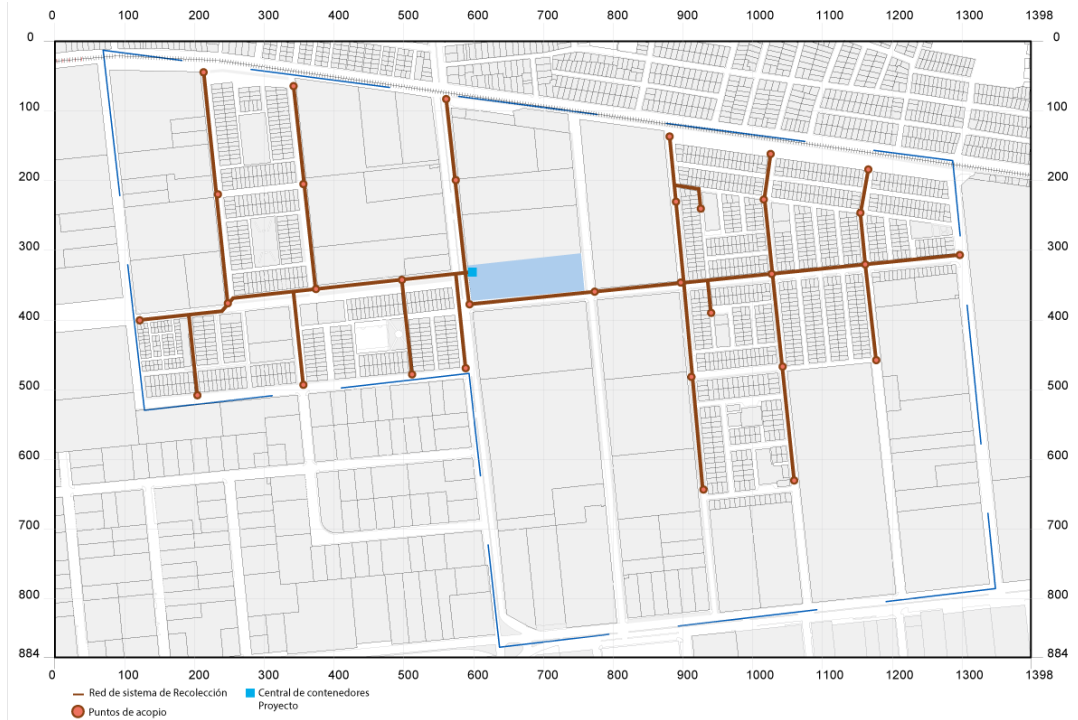 0 100 200 300 400 500 600 700 800 900 1000 1100 1200 1300 1398
0 0
100 100
200 200
300 300
400 400
500 500
600 600
700 700
800 800
884 884
0 100 200 300 400 500 600 700 800 900 1000 1100 1200 1300 1398
Red de sistema de Recolección Central de contenedores
Proyecto
Puntos de acopio